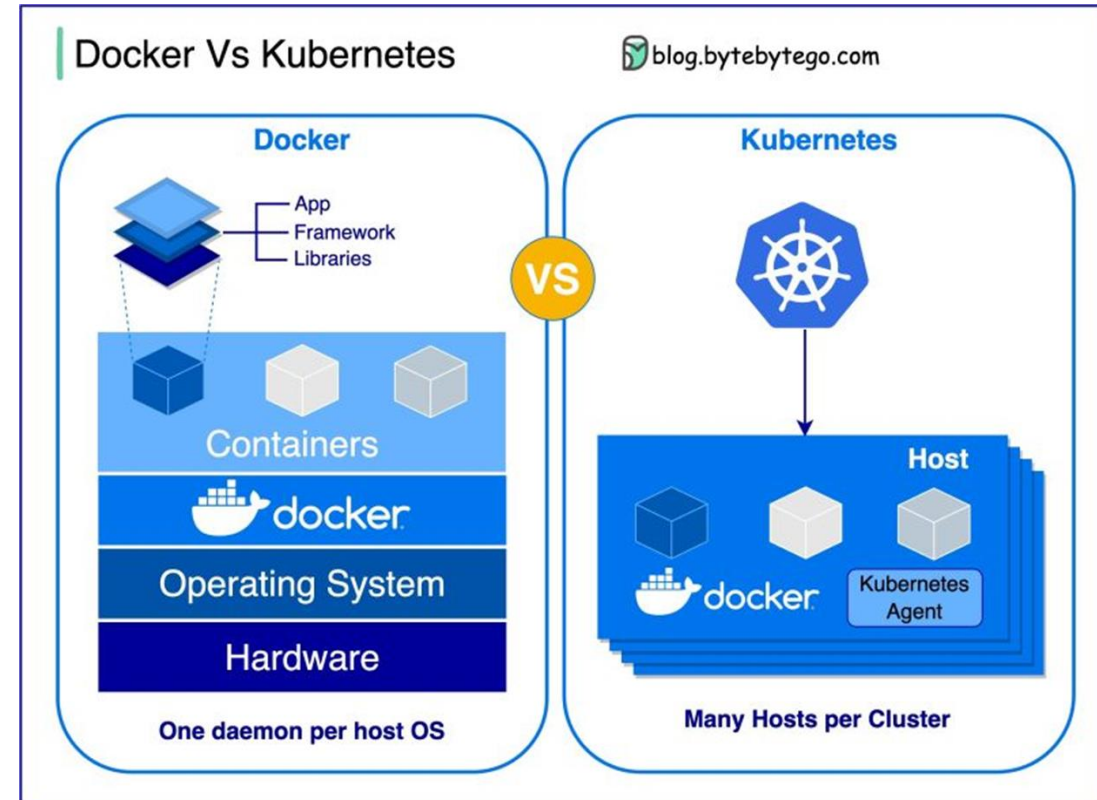 Docker Vs Kubernetes
blog.bytebytego.com
Docker
App
Framework
Libraries
Containers
docker
Operating System
Hardware
One daemon per host OS
VS
Kubernetes
Host
docker
Kubernetes
Agent
Many Hosts per Cluster